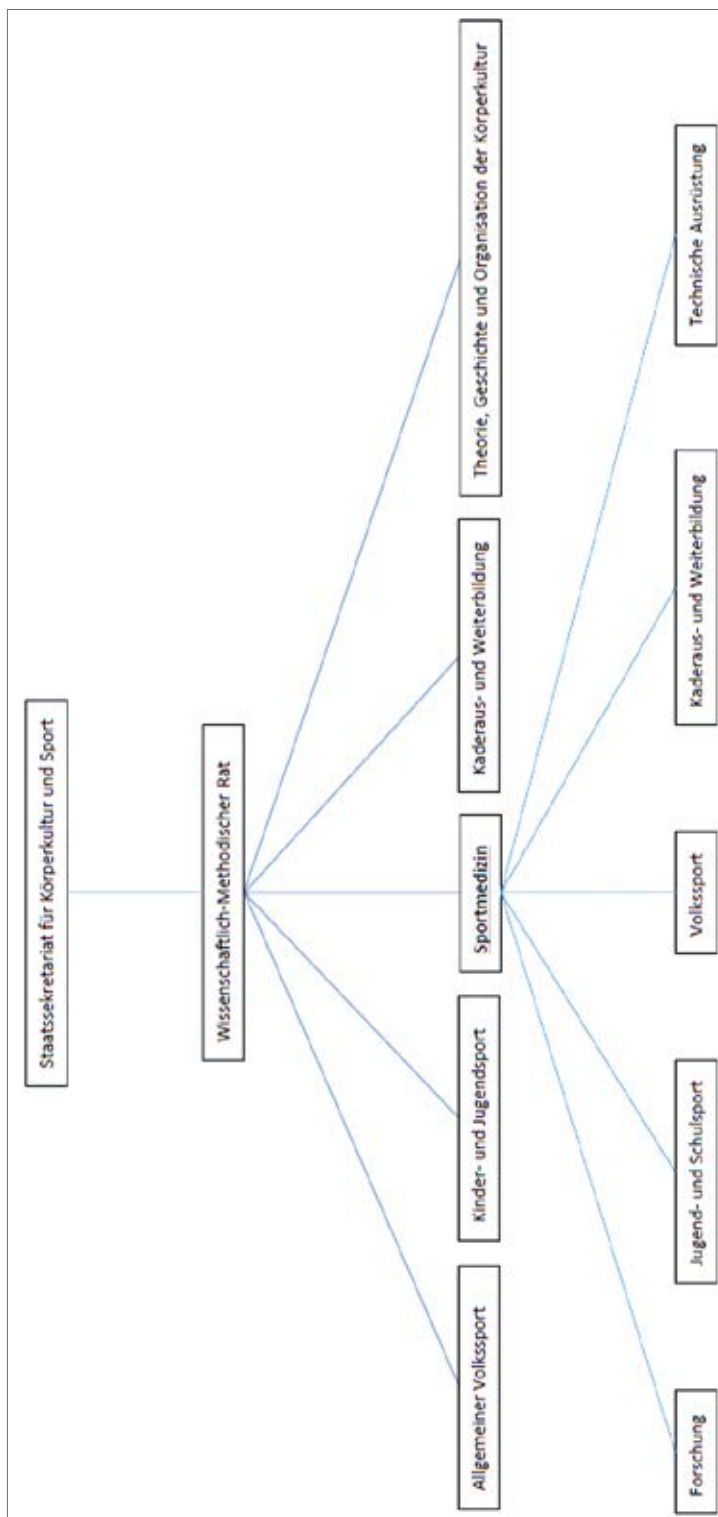 Staatssekretariat für Körperkultur und Sport
Wissenschaftlich-Methodischer Rat
Allgemeiner Volkssport
Kinder- und Jugendsport
Sportmedizin
Kaderaus- und Weiterbildung
Theorie, Geschichte und Organisation der Körperkultur
Forschung
Jugend- und Schulsport
Volkssport
Kaderaus- und Weiterbildung
Technische Ausrüstung